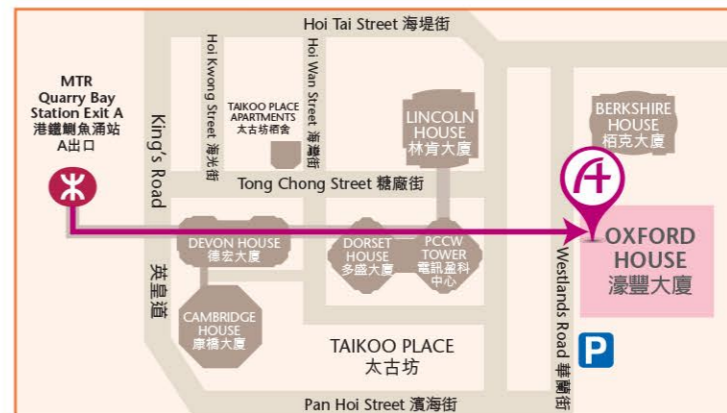 Hoi Tai Street 海堤街
MTR
Quarry Bay
Station Exit A
港鐵鰂魚涌站
A出口
King's Road
英皇道
Hoi Kwong Street 海光街
Hoi Wan Street 海灣街
TAIKOO PLACE
APARTMENTS
太古坊栢舍
LINCOLN
HOUSE
林肯大廈
BERKSHIRE
HOUSE
栢克大廈
Tong Chong Street 糖廠街
DEVON HOUSE
德宏大廈
DORSET
HOUSE
多盛大廈
PCCW
TOWER
電訊盈科
中心
OXFORD
HOUSE
濠豐大廈
Westlands Road 華蘭街
CAMBRIDGE
HOUSE
康橋大廈
TAIKOO PLACE
太古坊
P
Pan Hoi Street 濱海街